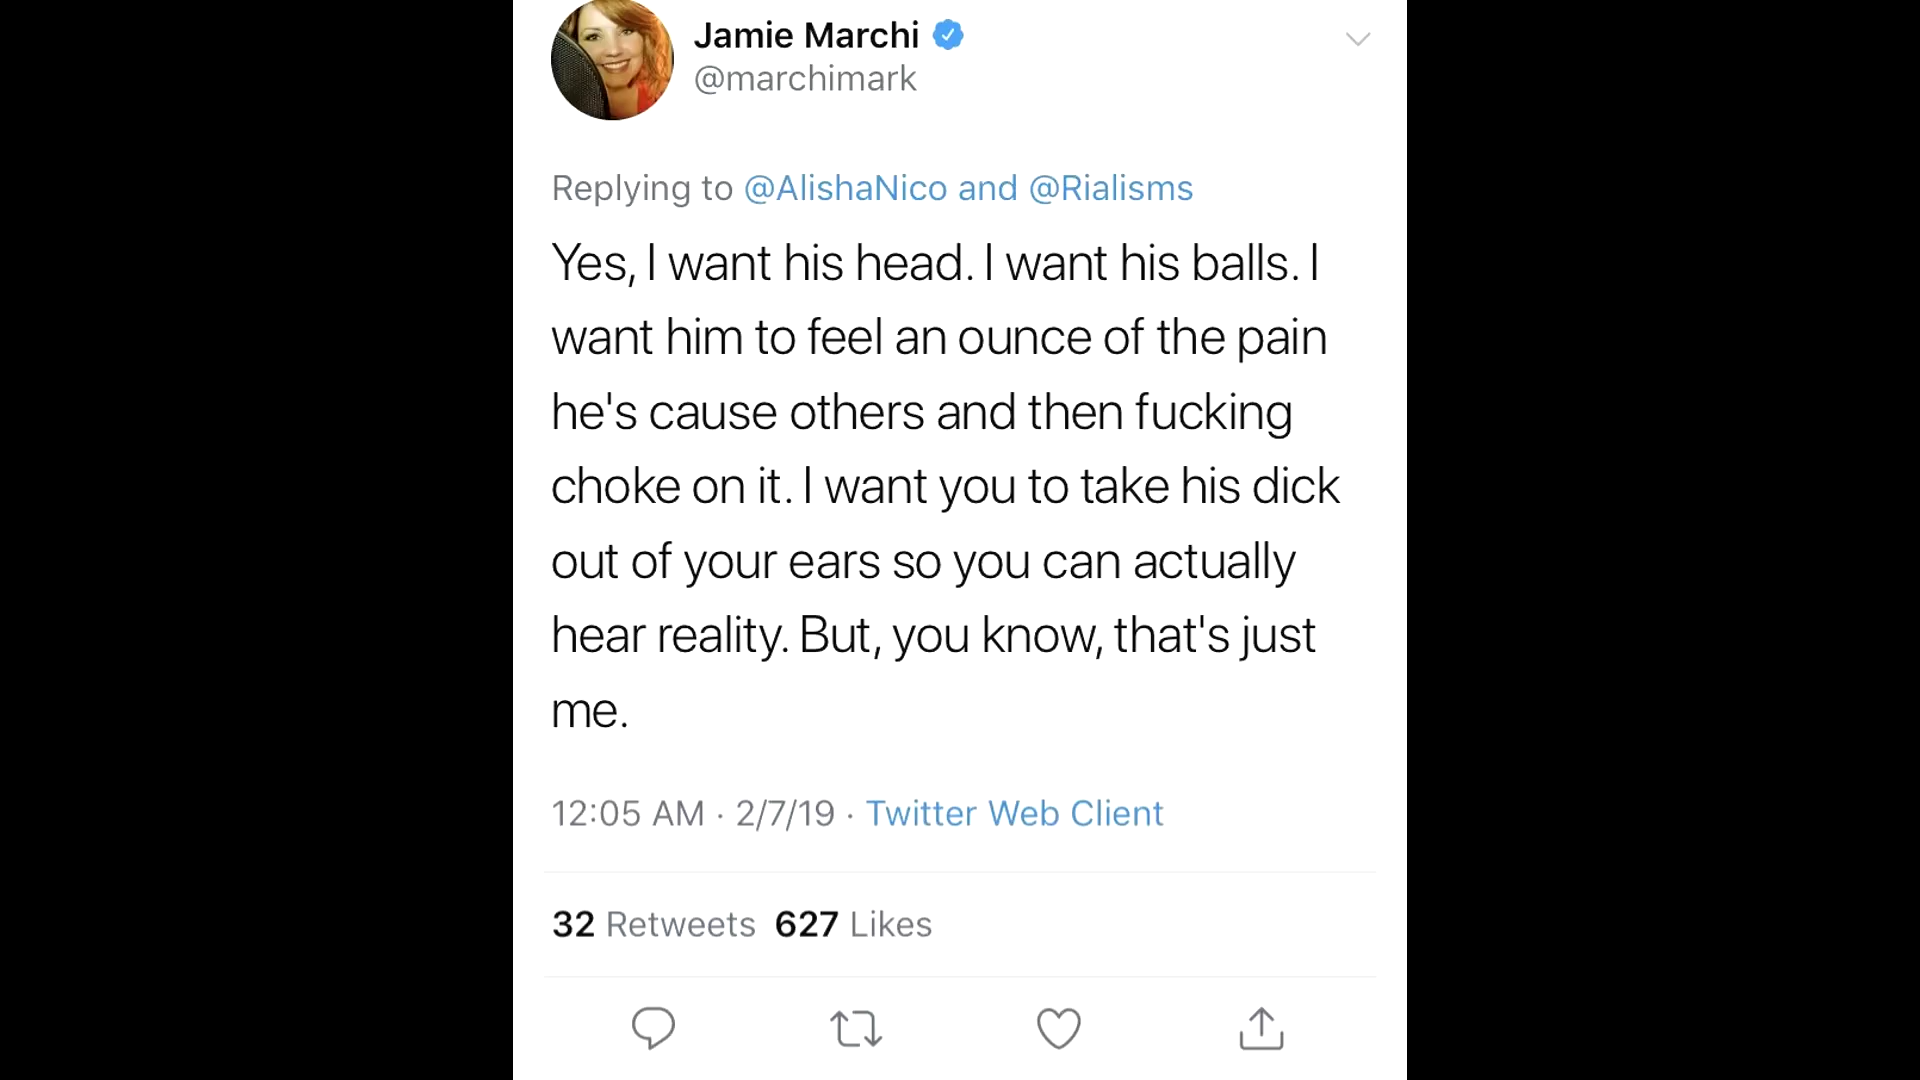 Jamie Marchi
@marchimark
Replying to @AlishaNico and @Rialisms
Yes, I want his head. I want his balls. I
want him to feel an ounce of the pain
he's cause others and then fucking
choke on it. I want you to take his dick
out of your ears so you can actually
hear reality. But, you know, that's just
me.
12:05 AM · 2/7/19 · Twitter Web Client
32 Retweets 627 Likes